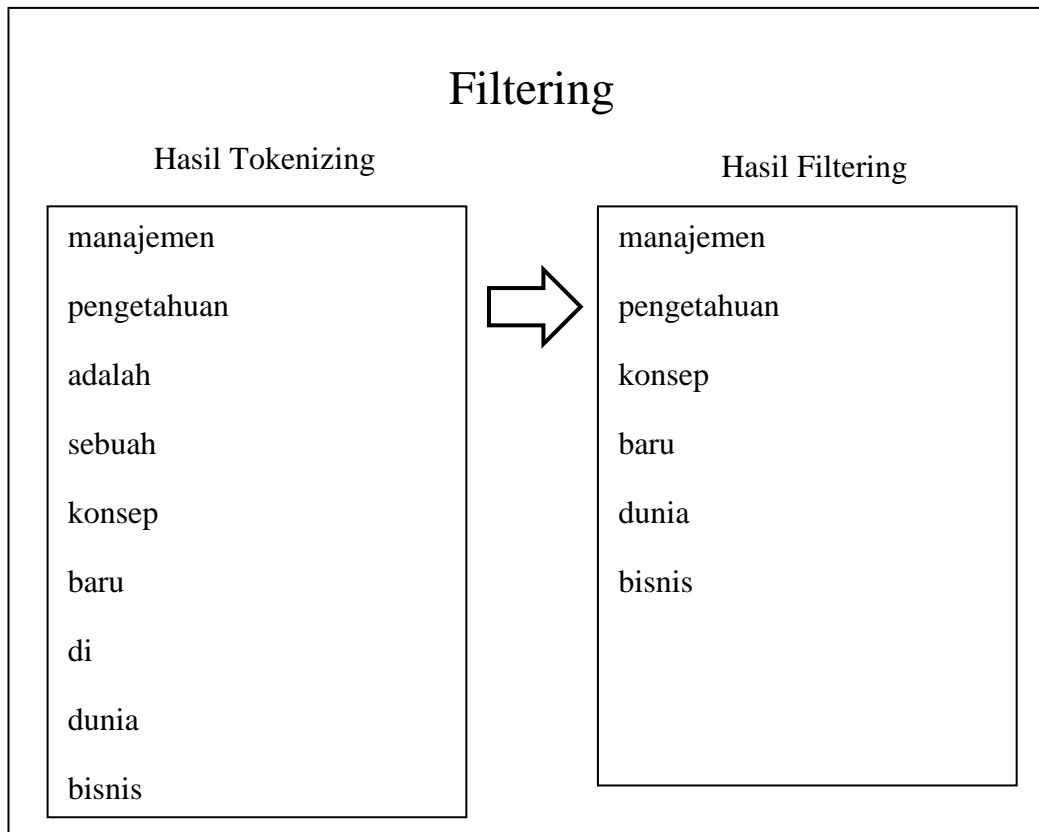 Filtering
Hasil Tokenizing
manajemen
pengetahuan
adalah
sebuah
konsep
baru
di
dunia
bisnis
Hasil Filtering
manajemen
pengetahuan
konsep
baru
dunia
bisnis